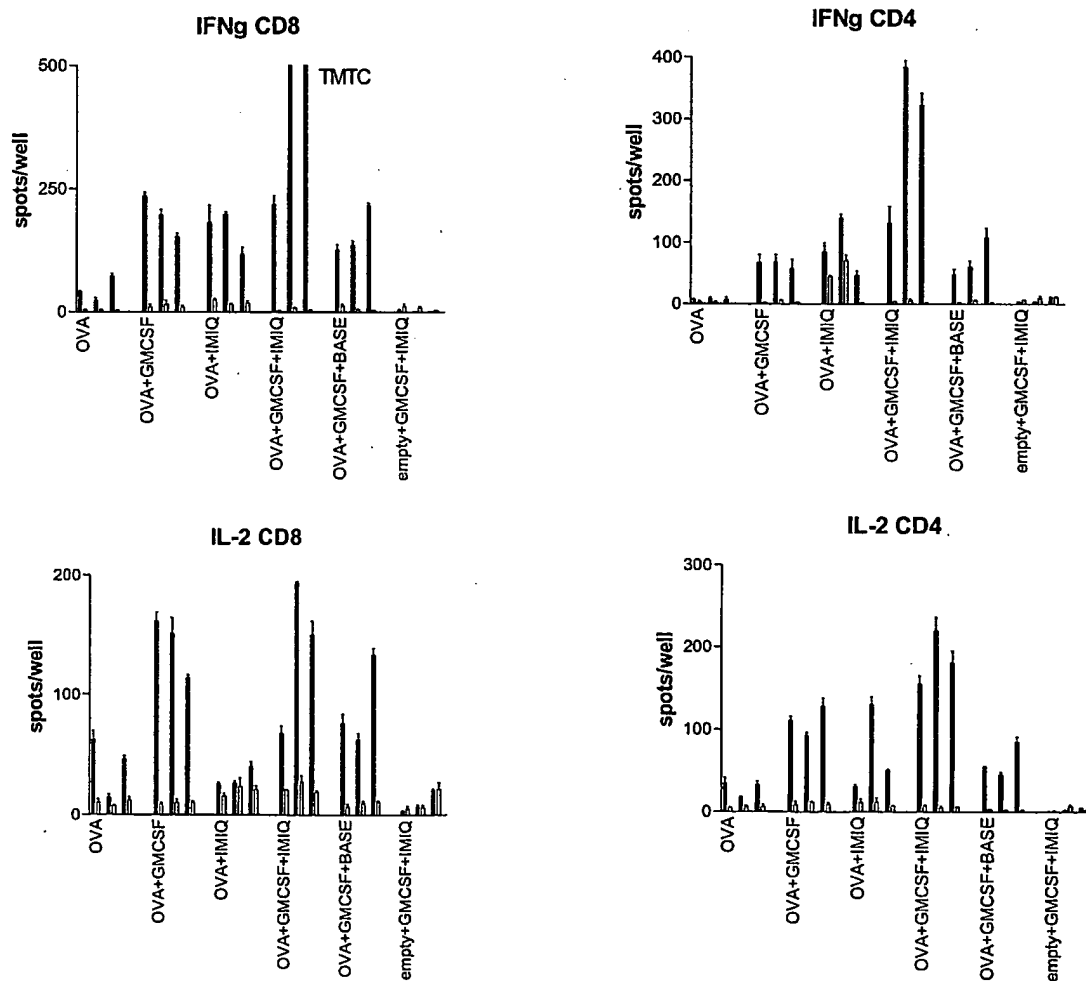 IFNg CD8
500
250
0
spots/well
TMTC
OVA
OVA+GMCSF
OVA+IMIQ
OVA+GMCSF+IMIQ
OVA+GMCSF+BASE
empty+GMCSF+IMIQ
IFNg CD4
400
300
200
100
0
spots/well
OVA
OVA+GMCSF
OVA+IMIQ
OVA+GMCSF+IMIQ
OVA+GMCSF+BASE
empty+GMCSF+IMIQ
IL-2 CD8
200
100
0
spots/well
OVA
OVA+GMCSF
OVA+IMIQ
OVA+GMCSF+IMIQ
OVA+GMCSF+BASE
empty+GMCSF+IMIQ
IL-2 CD4
300
200
100
0
spots/well
OVA
OVA+GMCSF
OVA+IMIQ
OVA+GMCSF+IMIQ
OVA+GMCSF+BASE
empty+GMCSF+IMIQ